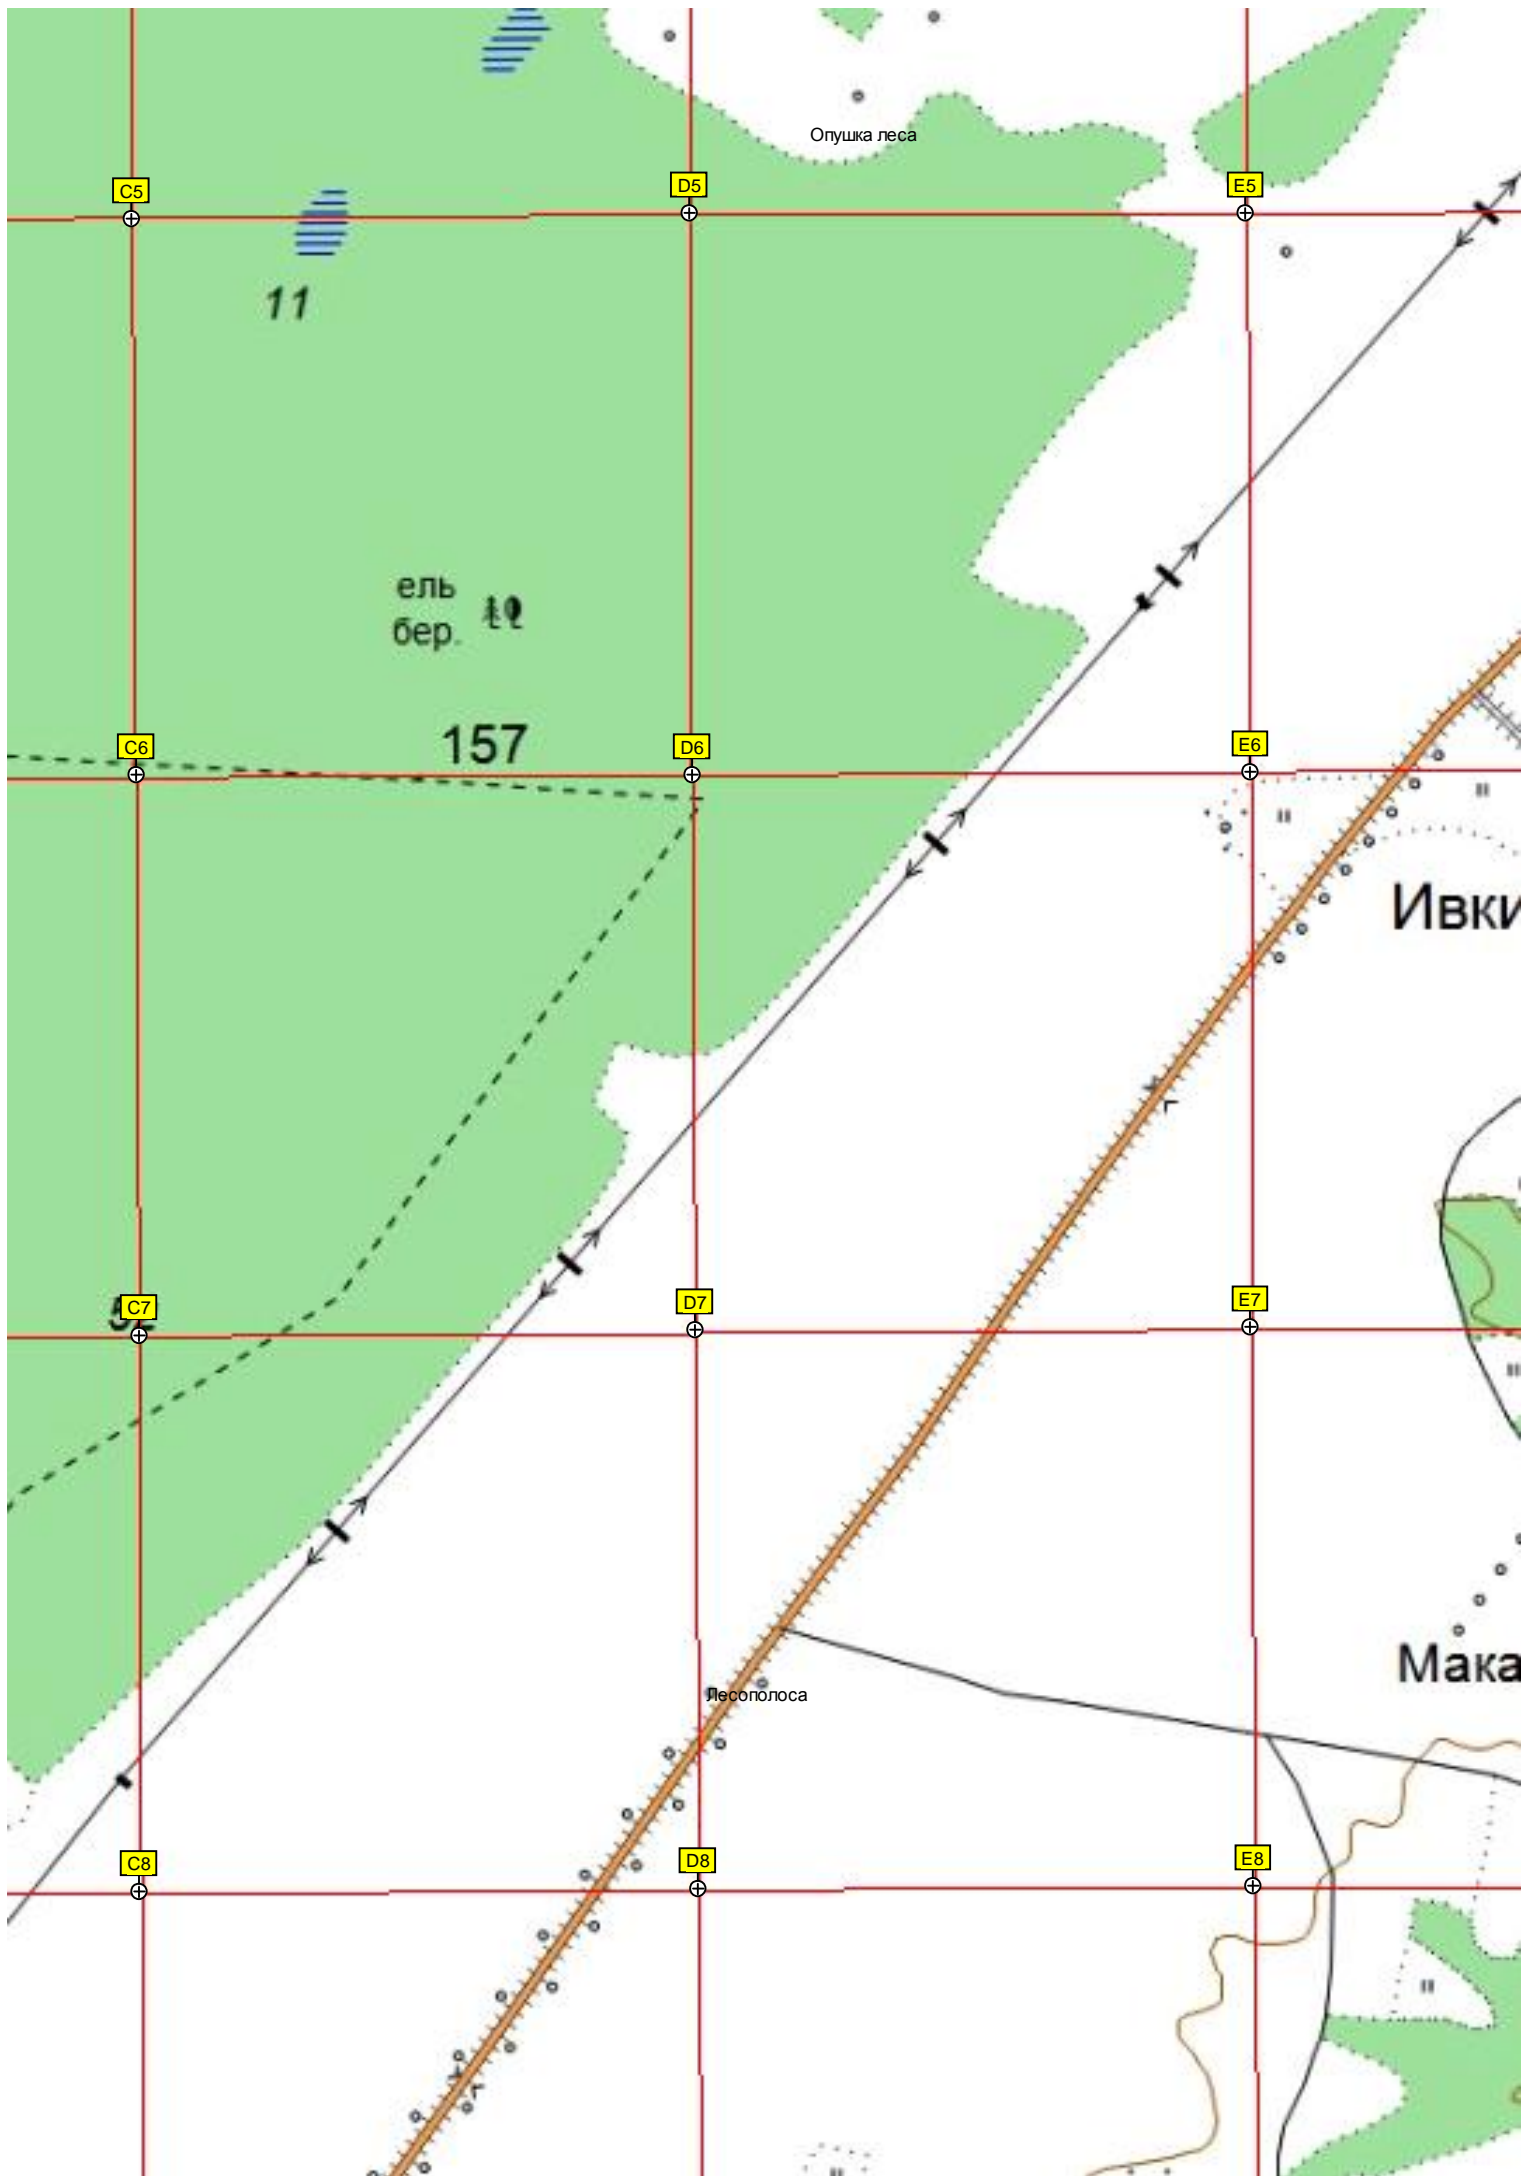 Опушка леса
C5
D5
E5
11
ель
бер.
157
C6
D6
E6
Ивки
C7
D7
E7
Мака
Лесополоса
C8
D8
E8